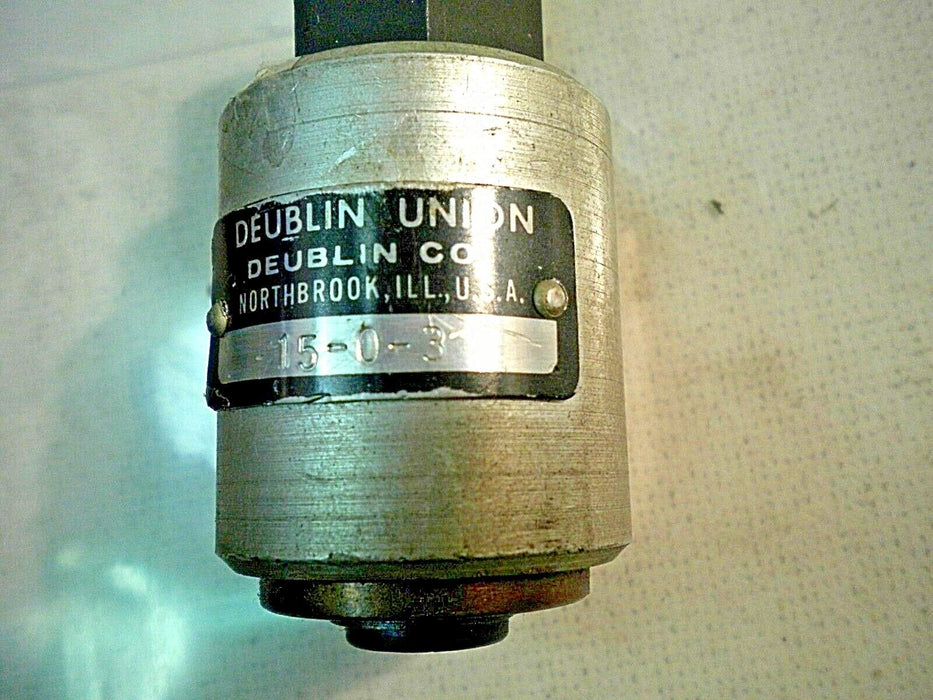 DEUBLIN UNION
DEUBLIN CO.
NORTHBROOK, ILL., U.S.A.
-15-0-3